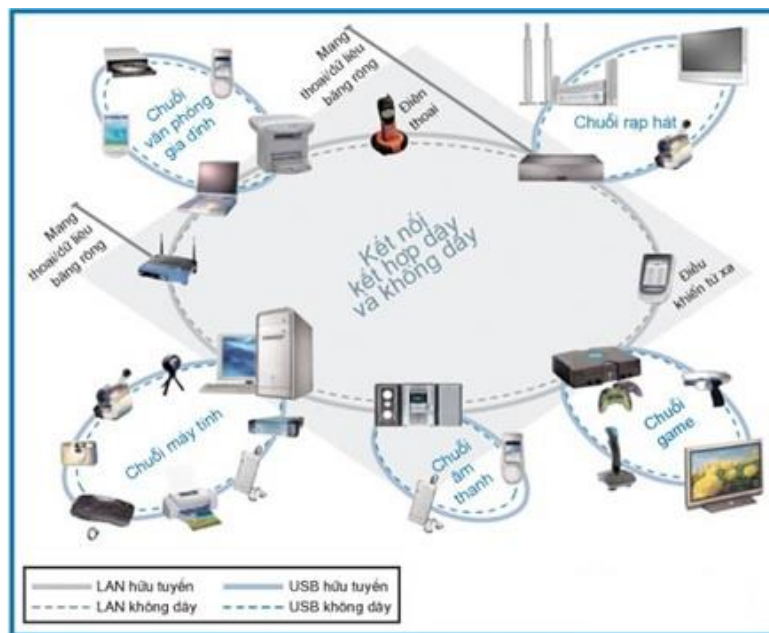 Mạng
thoại/dữ liệu
băng rộng
Điện
thoại
Chuỗi
văn phòng
gia đình
Chuỗi rạp hát
Mạng
thoại/dữ liệu
băng rộng
Kết nối
kết hợp dây
và không dây
Điều
khiển từ xa
Chuỗi máy tính
Chuỗi
âm
thanh
Chuỗi
game
LAN hữu tuyến
USB hữu tuyến
LAN không dây
USB không dây